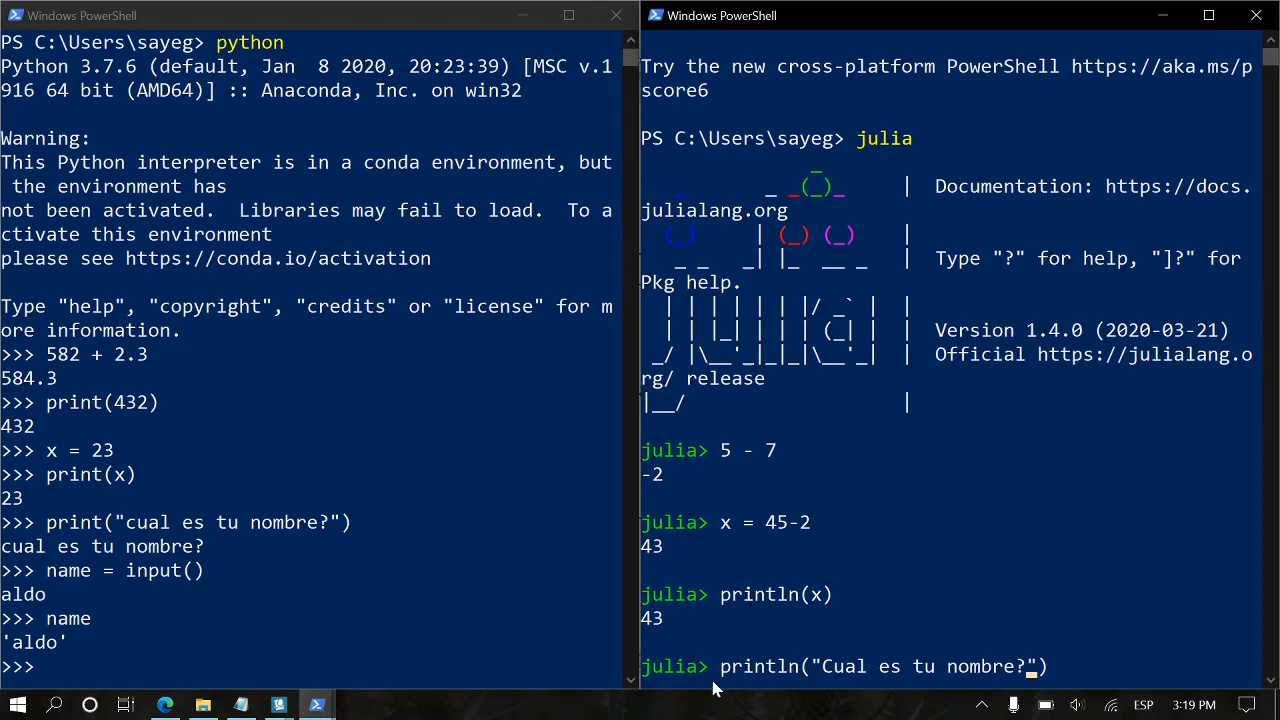 Windows PowerShell
PS C:\Users\sayeg> python
Python 3.7.6 (default, Jan  8 2020, 20:23:39) [MSC v.1
916 64 bit (AMD64)] :: Anaconda, Inc. on win32
Warning:
This Python interpreter is in a conda environment, but
 the environment has
not been activated.  Libraries may fail to load.  To a
ctivate this environment
please see https://conda.io/activation
Type "help", "copyright", "credits" or "license" for m
ore information.
>>> 582 + 2.3
584.3
>>> print(432)
432
>>> x = 23
>>> print(x)
23
>>> print("cual es tu nombre?")
cual es tu nombre?
>>> name = input()
aldo
>>> name
'aldo'
>>>
Windows PowerShell
Try the new cross-platform PowerShell https://aka.ms/p
score6
PS C:\Users\sayeg> julia
               _
   _       _ _(_)_     |  Documentation: https://docs.
julialang.org
  (_)     | (_) (_)    |
   _ _   _| |_  __ _   |  Type "?" for help, "]?" for
Pkg help.
  | | | | | | |/ _` |  |
  | | |_| | | | (_| |  |  Version 1.4.0 (2020-03-21)
 _/ |\__'_|_|_|\__'_|  |  Official https://julialang.o
rg/ release
|__/                   |
julia> 5 - 7
-2
julia> x = 45-2
43
julia> println(x)
43
julia> println("Cual es tu nombre?")
ESP
3:19 PM